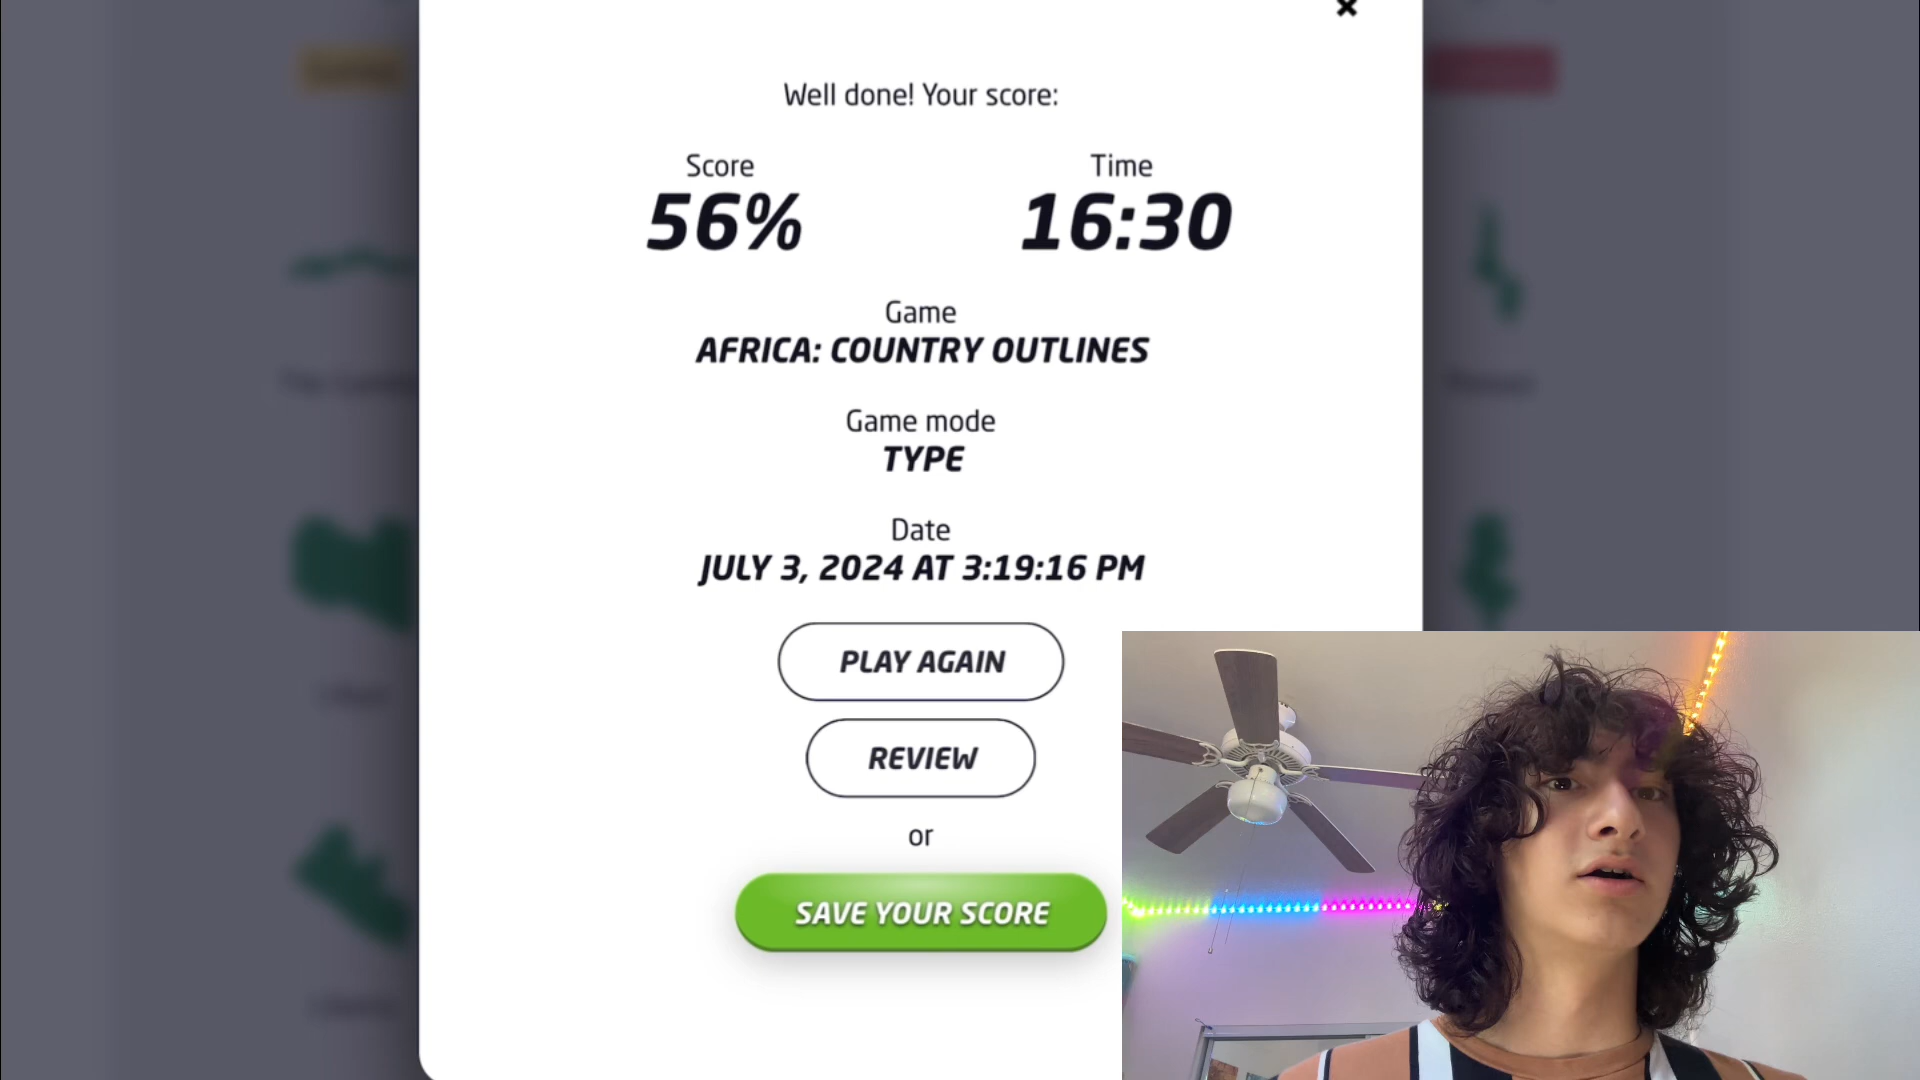 Well done! Your score:
Score
56%
Time
16:30
Game
AFRICA: COUNTRY OUTLINES
Game mode
TYPE
Date
JULY 3, 2024 AT 3:19:16 PM
PLAY AGAIN
REVIEW
or
SAVE YOUR SCORE